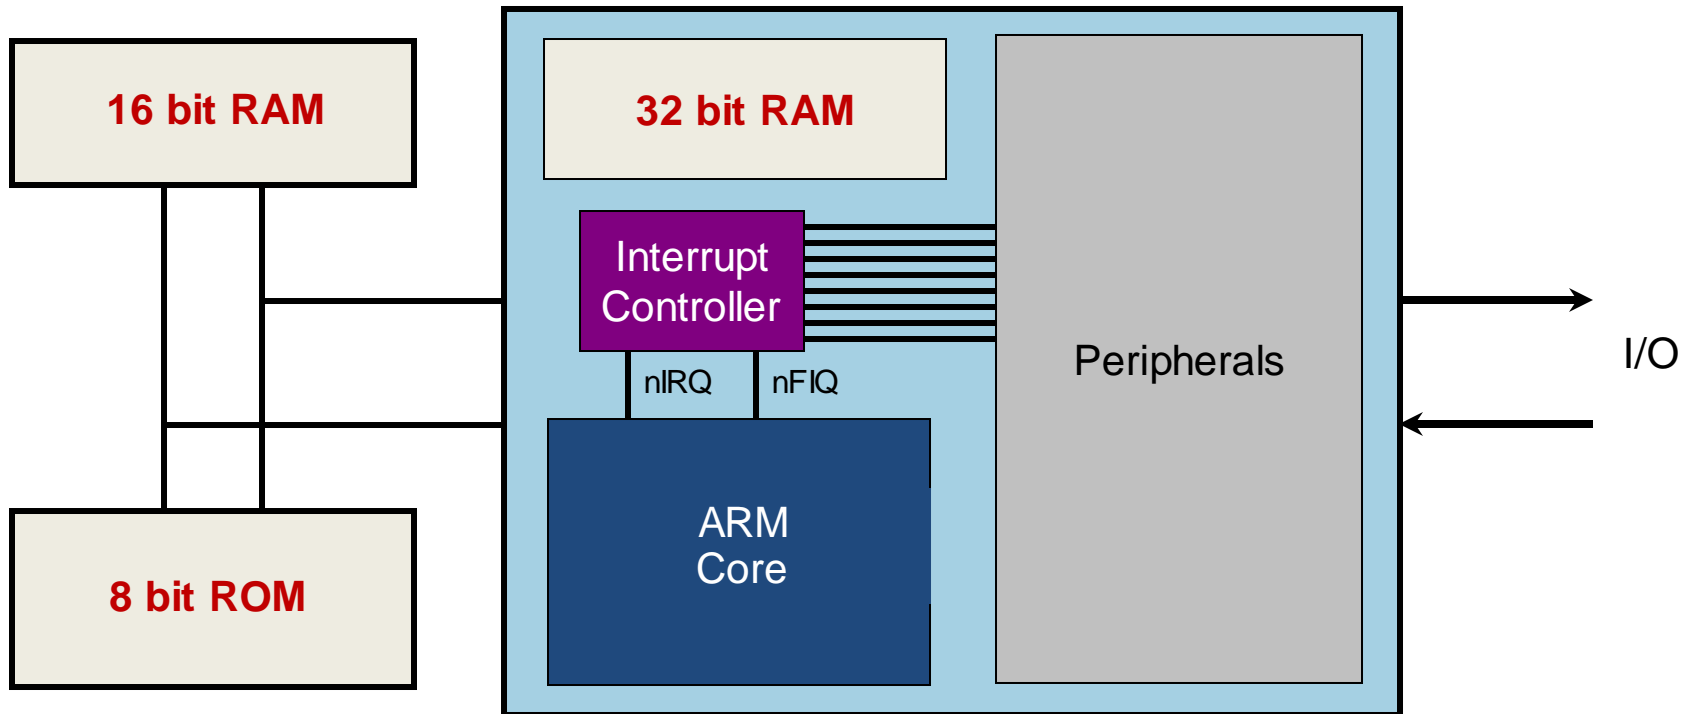 16 bit RAM
32 bit RAM
Interrupt
Controller
nIRQ
nFIQ
Peripherals
I/O
ARM
Core
8 bit ROM